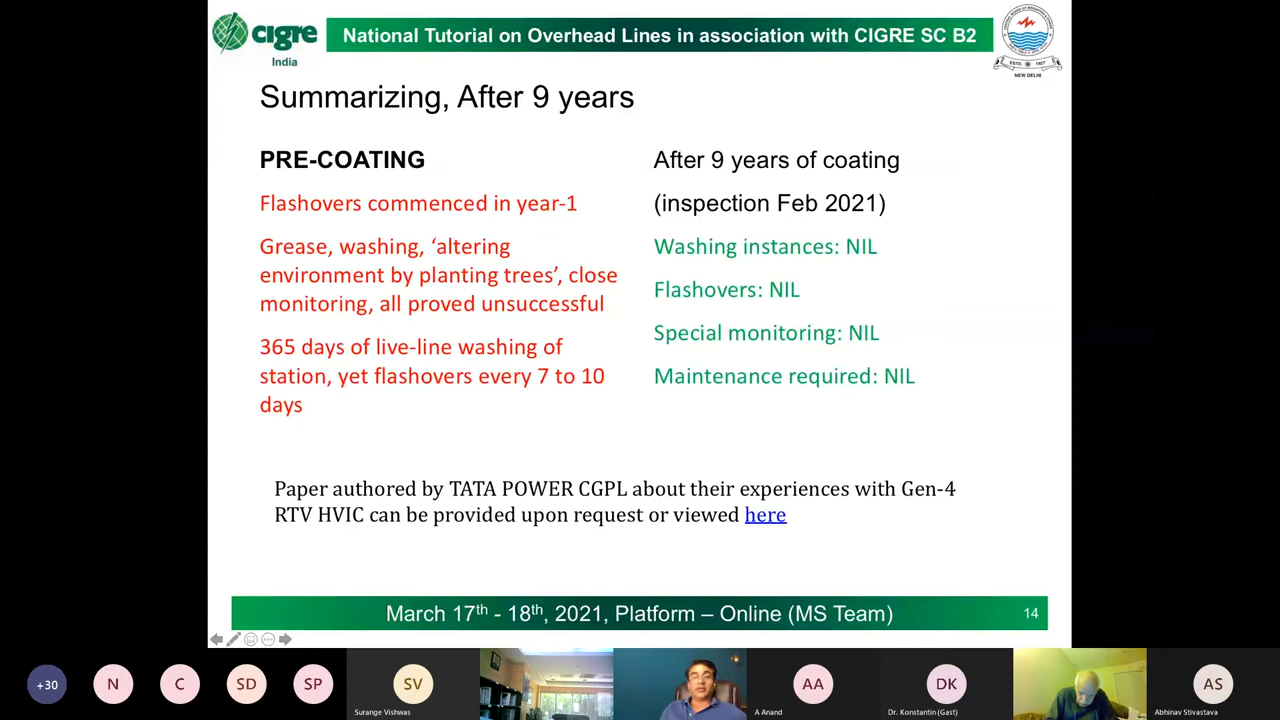 cigre
India
National Tutorial on Overhead Lines in association with CIGRE SC B2
NEW DELHI
Summarizing, After 9 years
PRE-COATING
Flashovers commenced in year-1
Grease, washing, ‘altering
environment by planting trees’, close
monitoring, all proved unsuccessful
365 days of live-line washing of
station, yet flashovers every 7 to 10
days
After 9 years of coating
(inspection Feb 2021)
Washing instances: NIL
Flashovers: NIL
Special monitoring: NIL
Maintenance required: NIL
Paper authored by TATA POWER CGPL about their experiences with Gen-4
RTV HVIC can be provided upon request or viewed here
March 17th - 18th, 2021, Platform – Online (MS Team)
14
+30
N
C
SD
SP
SV
Surange Vishwas
AA
A Anand
DK
Dr. Konstantin (Gast)
AS
Abhinav Stivastava